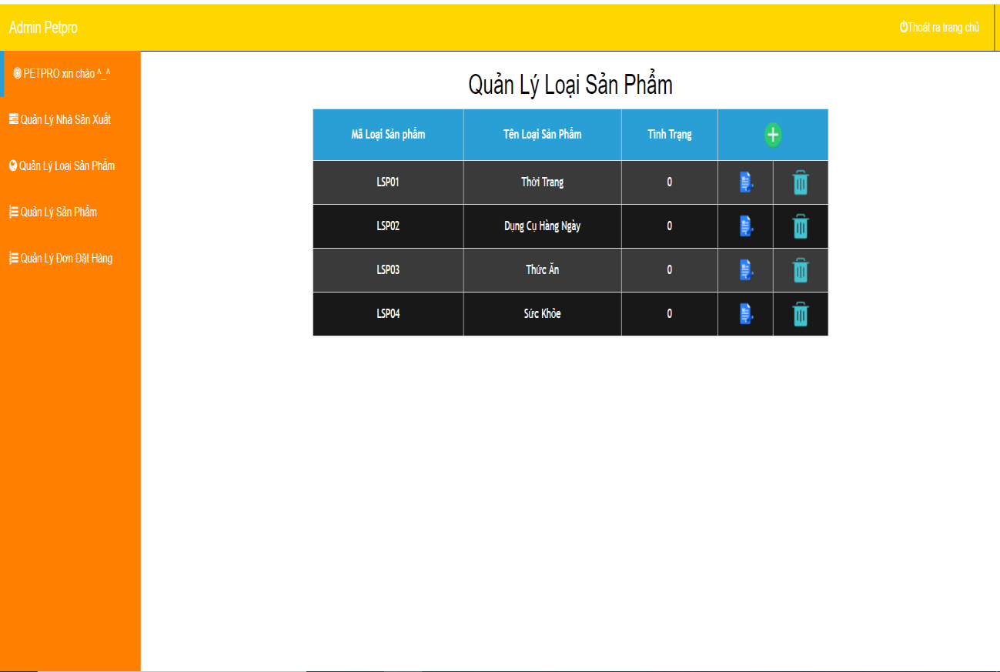 Admin Petpro
Thoát ra trang chủ
PETPRO xin chào ^_^
Quản Lý Nhà Sản Xuất
Quản Lý Loại Sản Phẩm
Quản Lý Sản Phẩm
Quản Lý Đơn Đặt Hàng
Quản Lý Loại Sản Phẩm
Mã Loại Sản phẩm Tên Loại Sản Phẩm Tình Trạng
LSP01 Thời Trang 0
LSP02 Dụng Cụ Hàng Ngày 0
LSP03 Thức Ăn 0
LSP04 Sức Khỏe 0